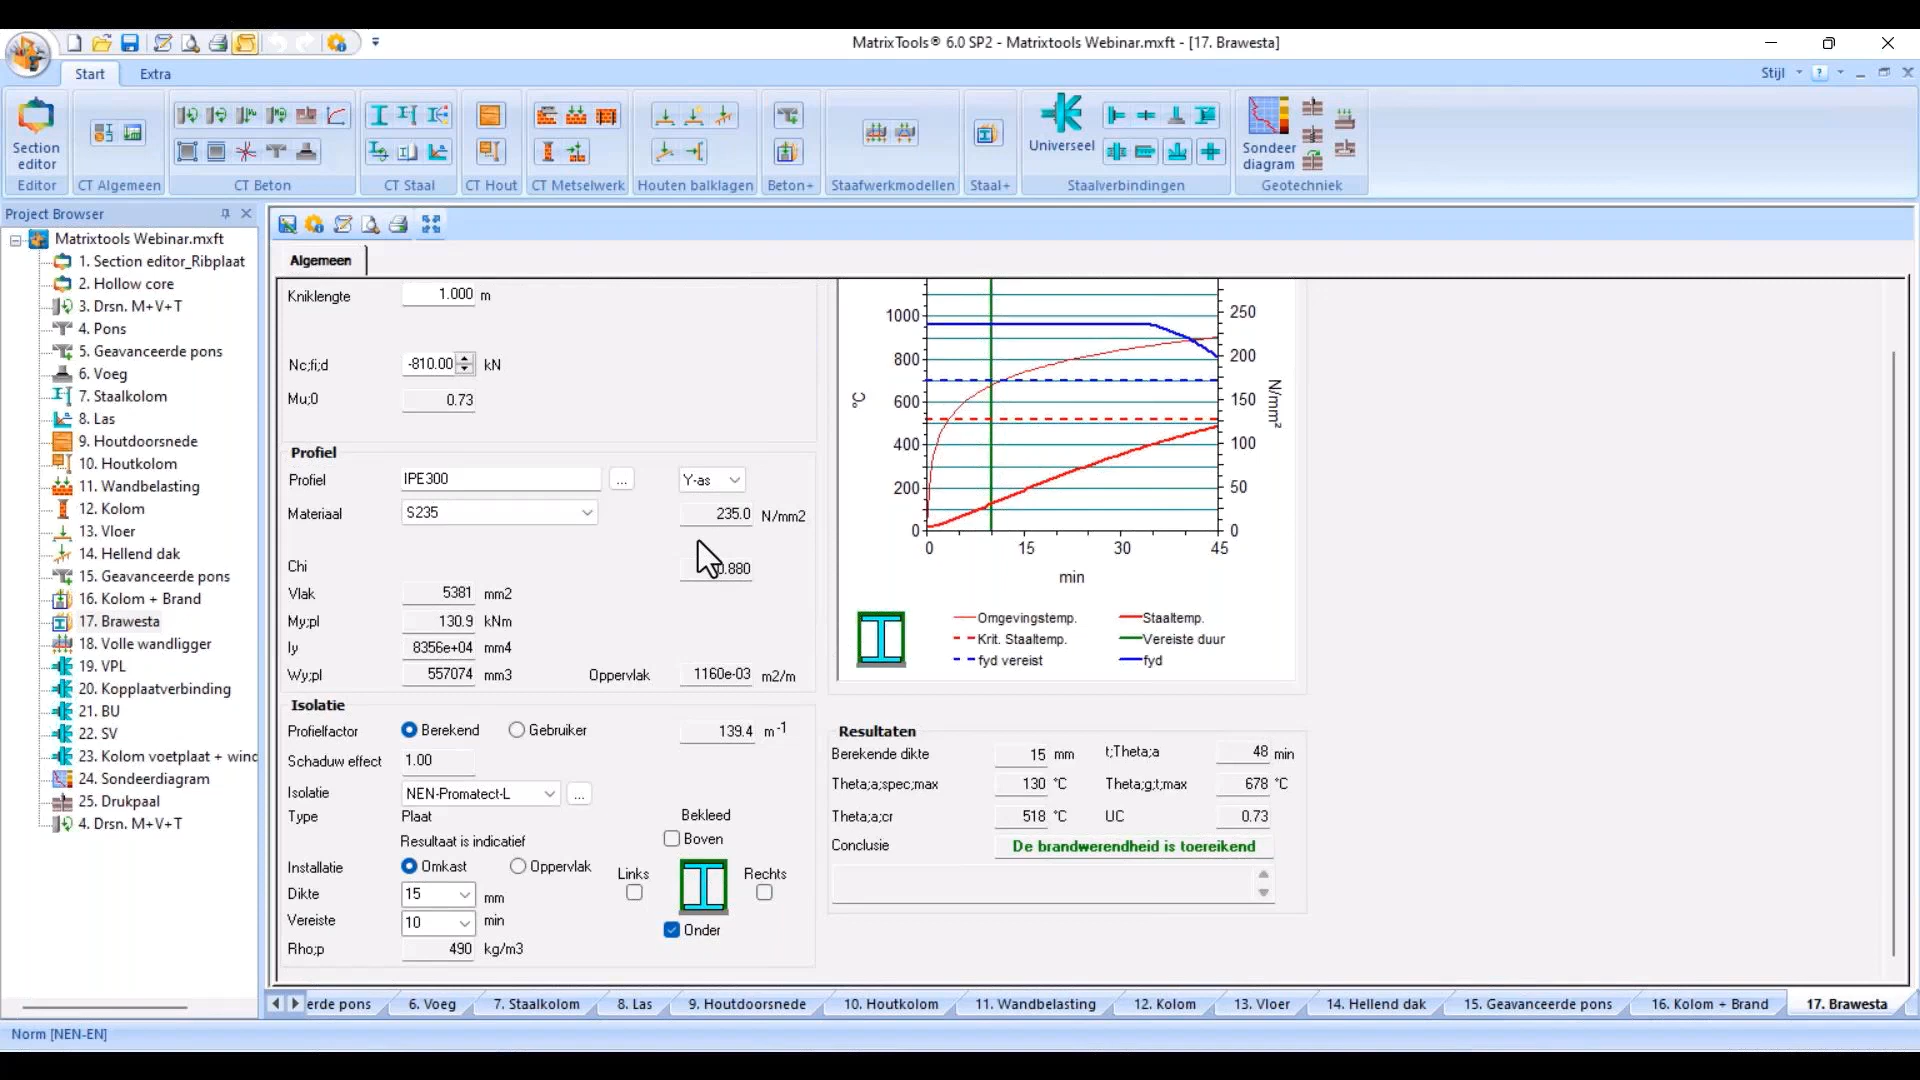 MatrixTools® 6.0 SP2 - Matrixtools Webinar.mxft - [17. Brawesta]
Start
Extra
Stijl
Section editor
Universeel
Sondeer diagram
Editor
CT Algemeen
CT Beton
CT Staal
CT Hout
CT Metselwerk
Houten balklagen
Beton+
Staafwerkmodellen
Staal+
Staalverbindingen
Geotechniek
Project Browser
Matrixtools Webinar.mxft
1. Section editor_Ribplaat
2. Hollow core
3. Drsn. M+V+T
4. Pons
5. Geavanceerde pons
6. Voeg
7. Staalkolom
8. Las
9. Houtdoorsnede
10. Houtkolom
11. Wandbelasting
12. Kolom
13. Vloer
14. Hellend dak
15. Geavanceerde pons
16. Kolom + Brand
17. Brawesta
18. Volle wandligger
19. VPL
20. Kopplaatverbinding
21. BU
22. SV
23. Kolom voetplaat + wind
24. Sondeerdiagram
25. Drukpaal
4. Drsn. M+V+T
Algemeen
Kniklengte 1.000 m
Nc;fi;d -810.00 kN
Mu;0 0.73
Profiel
Profiel IPE300 ... Y-as
Materiaal S235 235.0 N/mm2
Chi 0.880
Vlak 5381 mm2
My;pl 130.9 kNm
Iy 8356e+04 mm4
Wy;pl 557074 mm3 Oppervlak 1160e-03 m2/m
Isolatie
Profielfactor Berekend Gebruiker 139.4 m-1
Schaduw effect 1.00
Isolatie NEN-Promatect-L ...
Type Plaat Bekleed
Resultaat is indicatief Boven
Installatie Omkast Oppervlak Links Rechts
Dikte 15 mm
Vereiste 10 min Onder
Rho;p 490 kg/m3
1000
800
600
400
200
0
°C
250
200
150
100
50
0
N/mm²
0 15 30 45
min
Omgevingstemp. Staaltemp.
Krit. Staaltemp. Vereiste duur
fyd vereist fyd
Resultaten
Berekende dikte 15 mm t;Theta;a 48 min
Theta;a;spec;max 130 °C Theta;g;t;max 678 °C
Theta;a;cr 518 °C UC 0.73
Conclusie De brandwerendheid is toereikend
erde pons 6. Voeg 7. Staalkolom 8. Las 9. Houtdoorsnede 10. Houtkolom 11. Wandbelasting 12. Kolom 13. Vloer 14. Hellend dak 15. Geavanceerde pons 16. Kolom + Brand 17. Brawesta
Norm [NEN-EN]